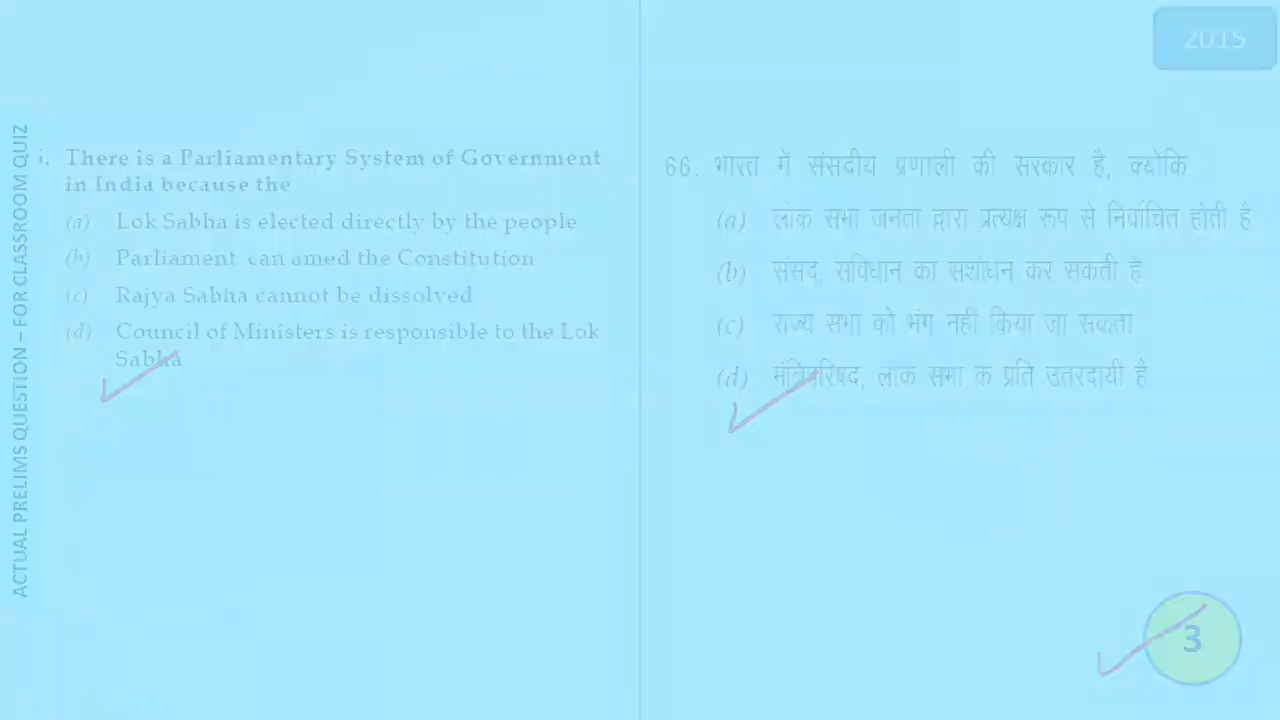 2015
ACTUAL PRELIMS QUESTION – FOR CLASSROOM QUIZ
i. There is a Parliamentary System of Government
in India because the
(a) Lok Sabha is elected directly by the people
(b) Parliament can amed the Constitution
(c) Rajya Sabha cannot be dissolved
(d) Council of Ministers is responsible to the Lok
Sabha
66. भारत में संसदीय प्रणाली की सरकार है, क्योकि
(a) लोक सभा जनता द्वारा प्रत्यक्ष रूप से निर्वाचित होती है
(b) संसद, सविधान का सशोधन कर सकती है
(c) राज्य सभा को भंग नहीं किया जा सकता
(d) मंत्रिपरिषद, लोक सभा के प्रति उतरदायी है
3